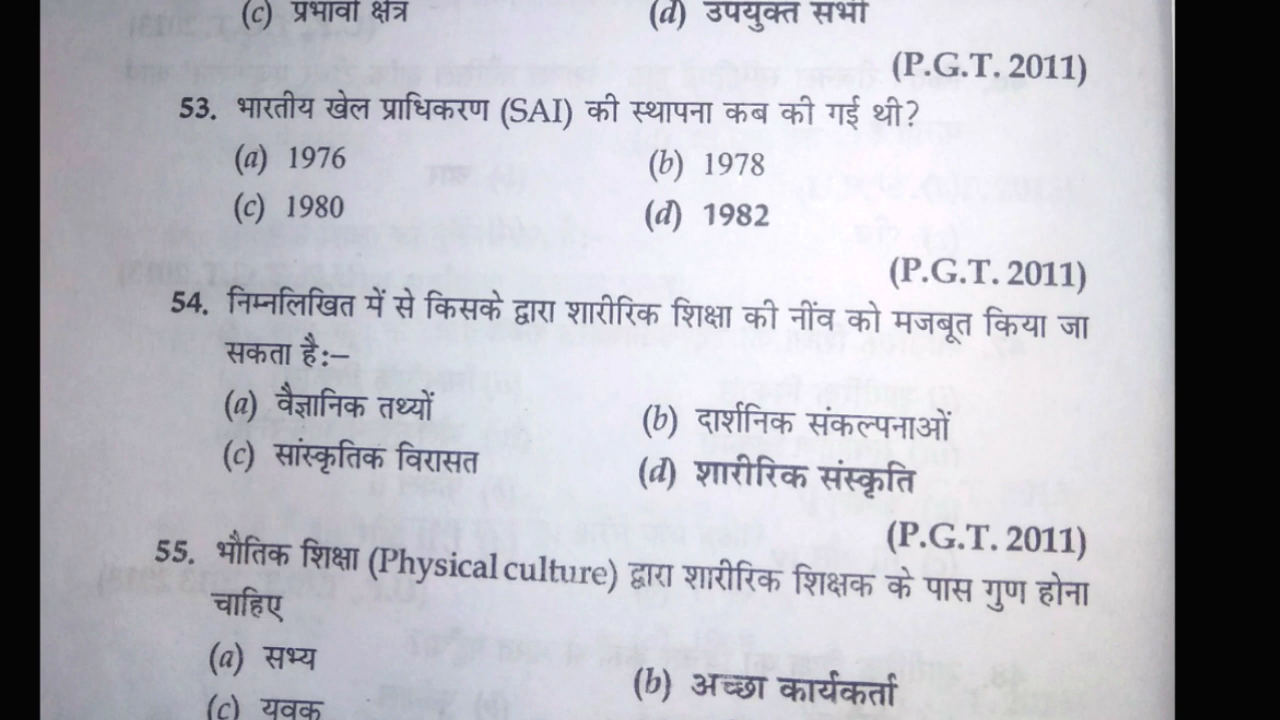 (c) प्रभावी क्षेत्र (d) उपयुक्त सभी
(P.G.T. 2011)
53. भारतीय खेल प्राधिकरण (SAI) की स्थापना कब की गई थी?
(a) 1976 (b) 1978
(c) 1980 (d) 1982
(P.G.T. 2011)
54. निम्नलिखित में से किसके द्वारा शारीरिक शिक्षा की नींव को मजबूत किया जा
सकता है:–
(a) वैज्ञानिक तथ्यों (b) दार्शनिक संकल्पनाओं
(c) सांस्कृतिक विरासत (d) शारीरिक संस्कृति
(P.G.T. 2011)
55. भौतिक शिक्षा (Physical culture) द्वारा शारीरिक शिक्षक के पास गुण होना
चाहिए
(a) सभ्य (b) अच्छा कार्यकर्ता
(c) युवक